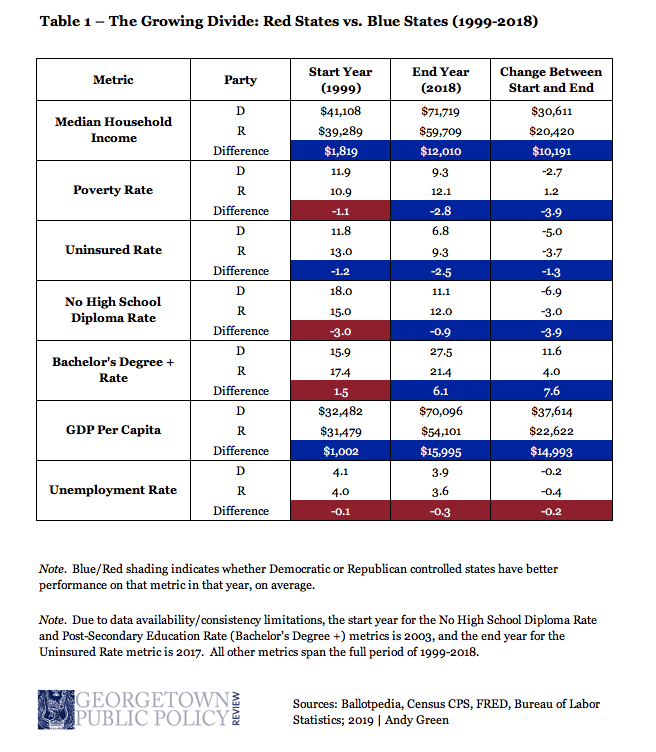 Table 1 – The Growing Divide: Red States vs. Blue States (1999-2018)
Metric Party Start Year (1999) End Year (2018) Change Between Start and End
Median Household Income
D $41,108 $71,719 $30,611
R $39,289 $59,709 $20,420
Difference $1,819 $12,010 $10,191
Poverty Rate
D 11.9 9.3 -2.7
R 10.9 12.1 1.2
Difference -1.1 -2.8 -3.9
Uninsured Rate
D 11.8 6.8 -5.0
R 13.0 9.3 -3.7
Difference -1.2 -2.5 -1.3
No High School Diploma Rate
D 18.0 11.1 -6.9
R 15.0 12.0 -3.0
Difference -3.0 -0.9 -3.9
Bachelor's Degree + Rate
D 15.9 27.5 11.6
R 17.4 21.4 4.0
Difference 1.5 6.1 7.6
GDP Per Capita
D $32,482 $70,096 $37,614
R $31,479 $54,101 $22,622
Difference $1,002 $15,995 $14,993
Unemployment Rate
D 4.1 3.9 -0.2
R 4.0 3.6 -0.4
Difference -0.1 -0.3 -0.2
Note. Blue/Red shading indicates whether Democratic or Republican controlled states have better
performance on that metric in that year, on average.
Note. Due to data availability/consistency limitations, the start year for the No High School Diploma Rate
and Post-Secondary Education Rate (Bachelor's Degree +) metrics is 2003, and the end year for the
Uninsured Rate metric is 2017. All other metrics span the full period of 1999-2018.
GEORGETOWN
PUBLIC POLICY
REVIEW
Sources: Ballotpedia, Census CPS, FRED, Bureau of Labor
Statistics; 2019 | Andy Green